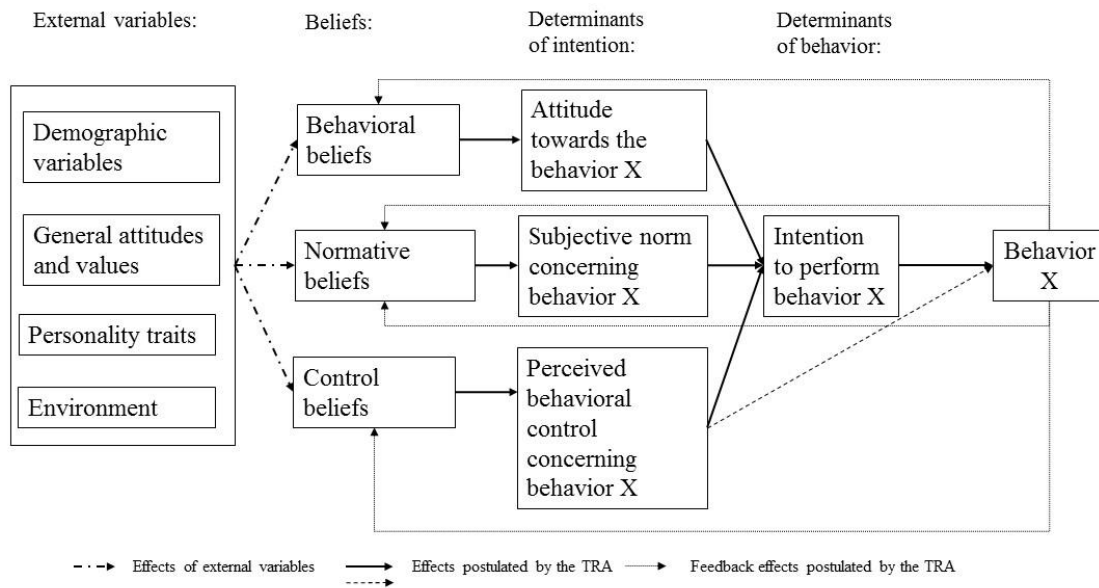 External variables:
Beliefs:
Determinants
of intention:
Determinants
of behavior:
Demographic
variables
General attitudes
and values
Personality traits
Environment
Behavioral
beliefs
Normative
beliefs
Control
beliefs
Attitude
towards the
behavior X
Subjective norm
concerning
behavior X
Perceived
behavioral
control
concerning
behavior X
Intention
to perform
behavior X
Behavior
X
Effects of external variables
Effects postulated by the TRA
Feedback effects postulated by the TRA